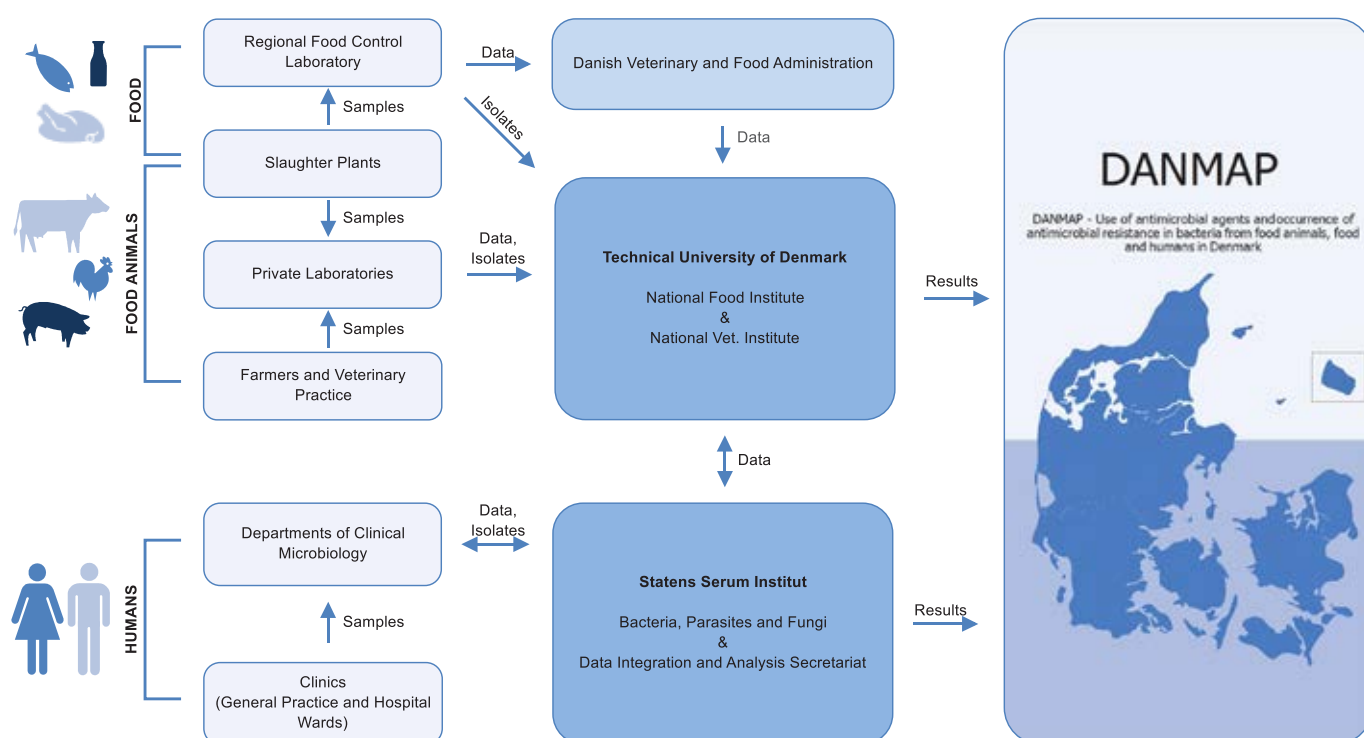 FOOD
FOOD ANIMALS
HUMANS
Regional Food Control
Laboratory
Samples
Slaughter Plants
Samples
Private Laboratories
Samples
Farmers and Veterinary
Practice
Departments of Clinical
Microbiology
Samples
Clinics
(General Practice and Hospital
Wards)
Data
Isolates
Data,
Isolates
Data,
Isolates
Danish Veterinary and Food Administration
Data
Technical University of Denmark
National Food Institute
&
National Vet. Institute
Data
Statens Serum Institut
Bacteria, Parasites and Fungi
&
Data Integration and Analysis Secretariat
Results
Results
DANMAP
DANMAP - Use of antimicrobial agents andoccurrence of
antimicrobial resistance in bacteria from food animals, food
and humans in Denmark